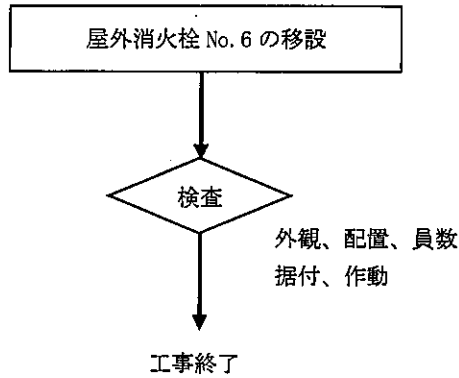 屋外消火栓 No.6 の移設
検査
外観、配置、員数
据付、作動
工事終了